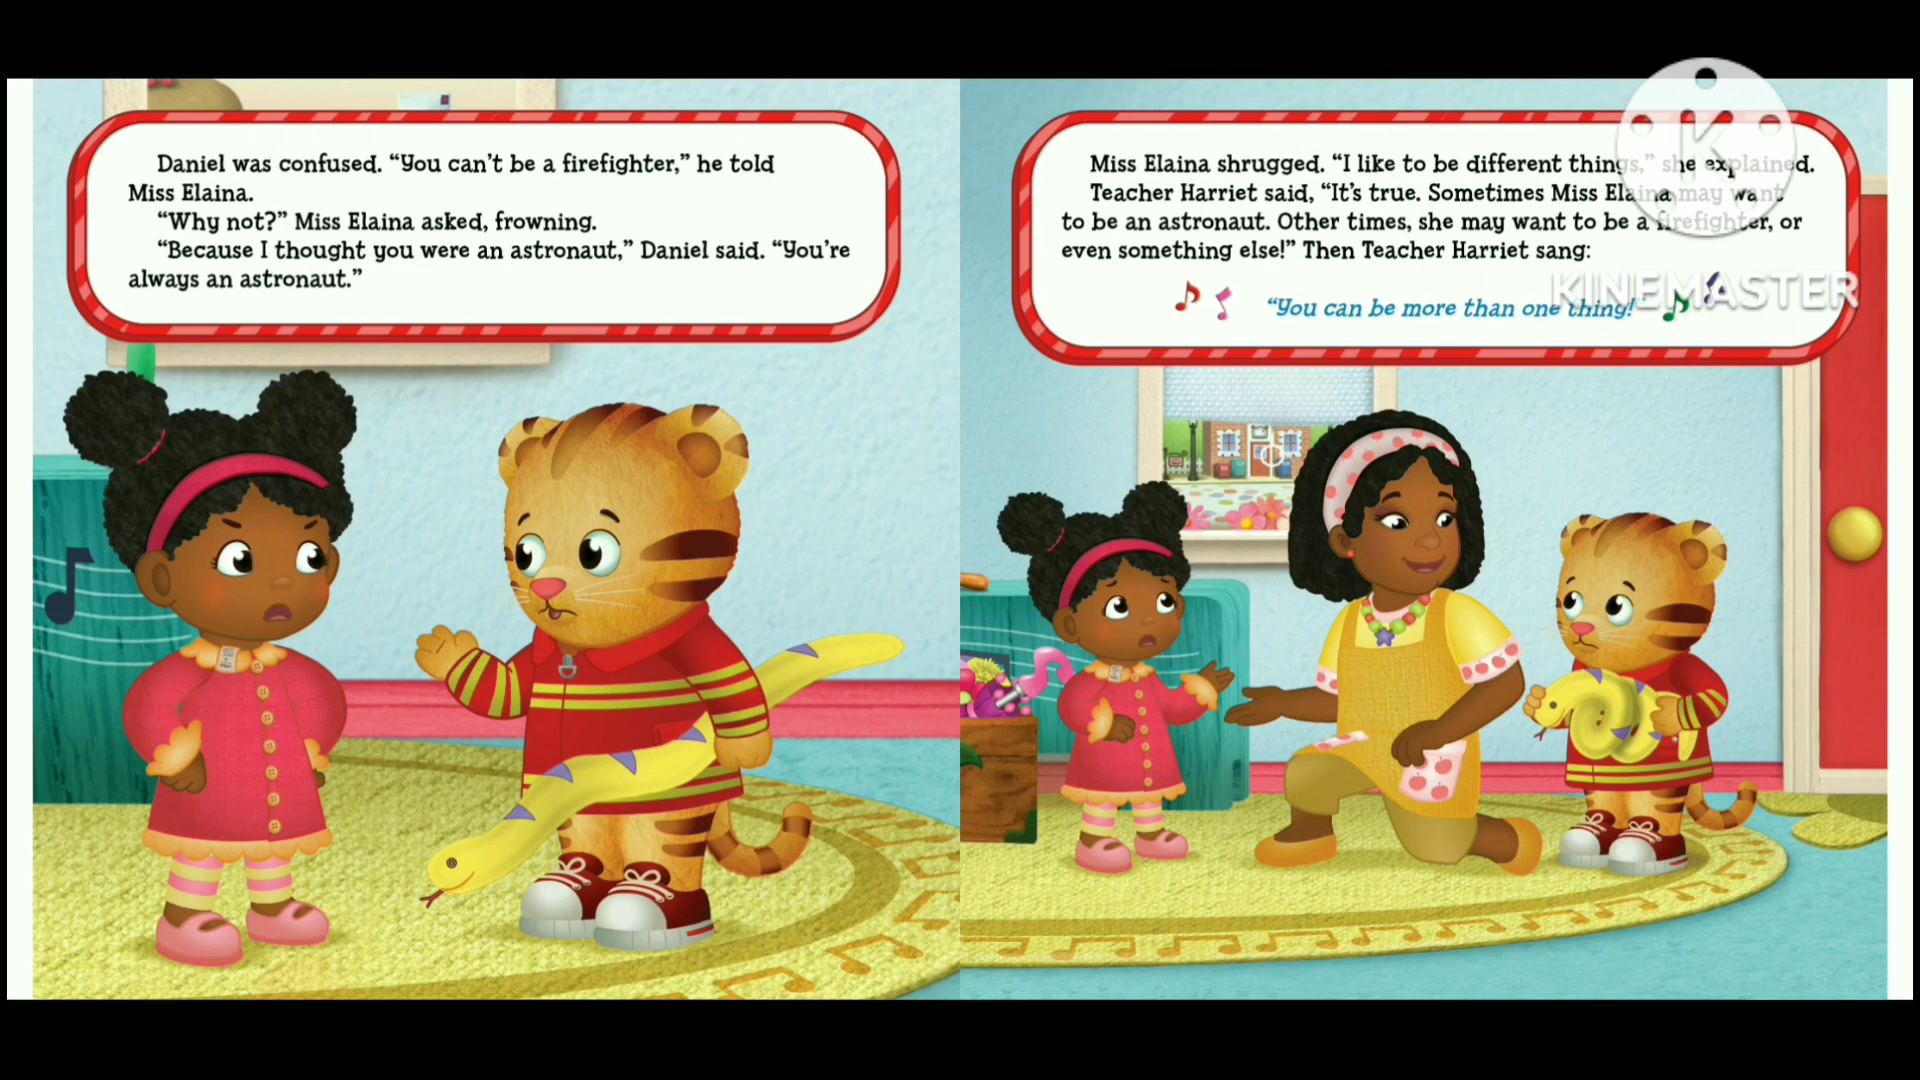 Daniel was confused. “You can’t be a firefighter,” he told
Miss Elaina.
“Why not?” Miss Elaina asked, frowning.
“Because I thought you were an astronaut,” Daniel said. “You’re
always an astronaut.”
Miss Elaina shrugged. “I like to be different things,” she explained.
Teacher Harriet said, “It’s true. Sometimes Miss Elaina may want
to be an astronaut. Other times, she may want to be a firefighter, or
even something else!” Then Teacher Harriet sang:
“You can be more than one thing!”
K
KINEMASTER